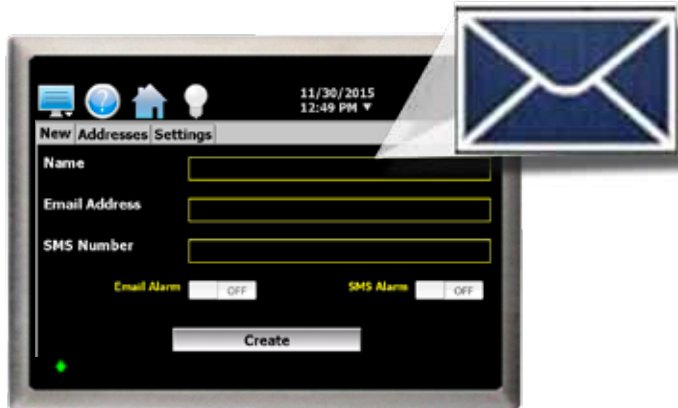 11/30/2015
12:49 PM ▼
New Addresses Settings
Name
Email Address
SMS Number
Email Alarm OFF SMS Alarm OFF
Create